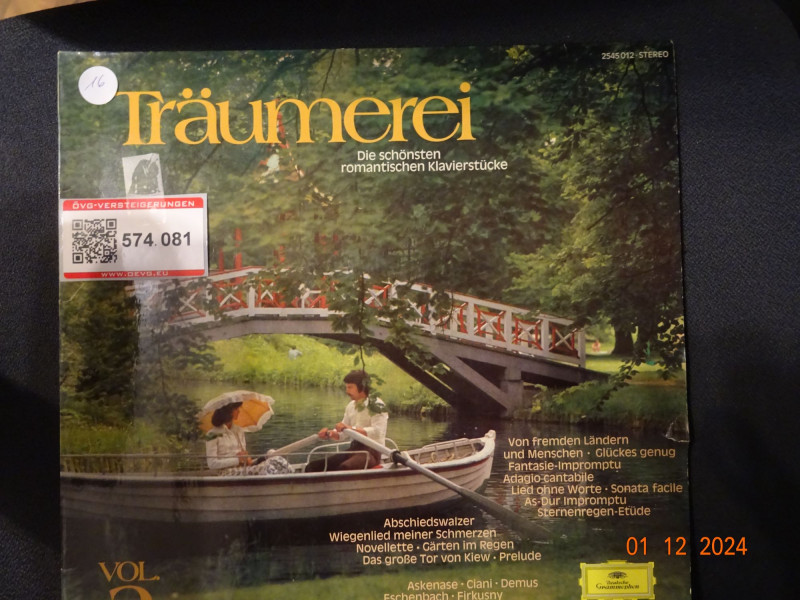 2545 012 · STEREO
16
Träumerei
Die schönsten
romantischen Klavierstücke
ÖVG-VERSTEIGERUNGEN
574.081
WWW.OEVG.EU
Von fremden Ländern
und Menschen · Glückes genug
Fantasie-Impromptu
Adagio cantabile
Lied ohne Worte · Sonata facile
As-Dur Impromptu
Sternenregen-Etüde
Abschiedswalzer
Wiegenlied meiner Schmerzen
Novellette · Gärten im Regen
Das große Tor von Kiew · Prelude
01 12 2024
VOL.
Askenase · Ciani · Demus
Eschenbach · Firkusny
Deutsche
Grammophon